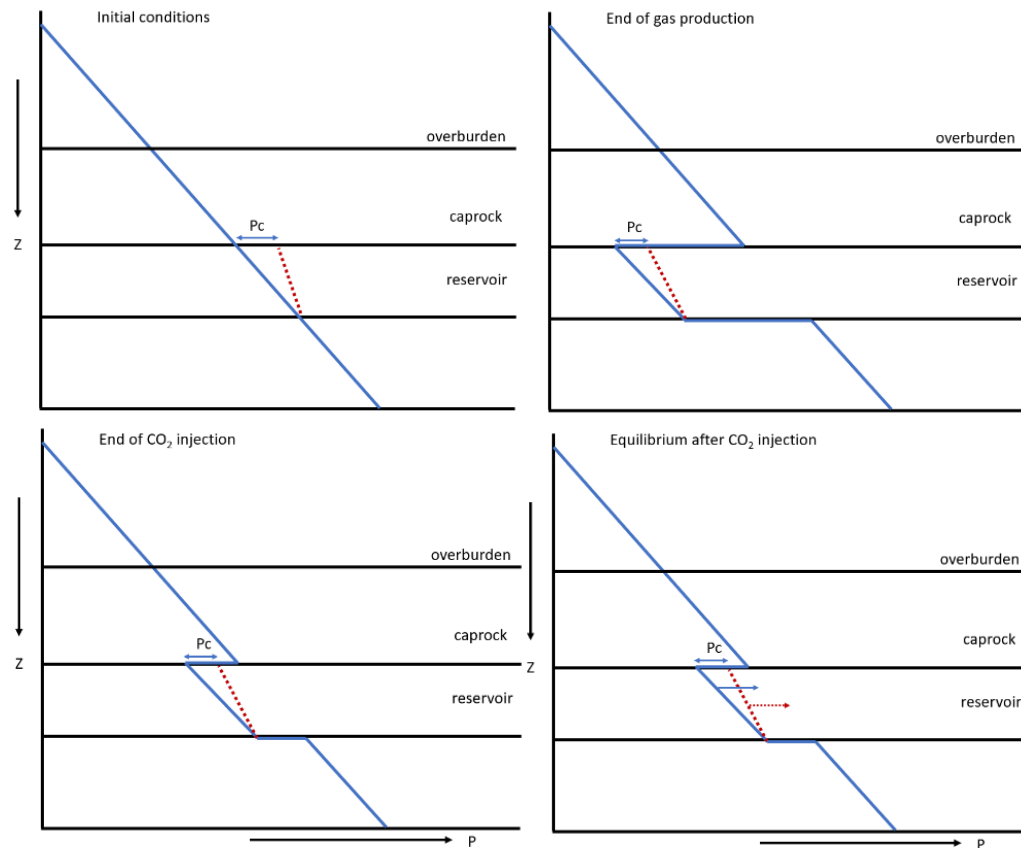 Initial conditions
overburden
Pc
caprock
Z
reservoir
End of gas production
overburden
Pc
caprock
reservoir
End of CO₂ injection
overburden
Pc
caprock
Z
reservoir
P
Equilibrium after CO₂ injection
overburden
Pc
caprock
Z
reservoir
P